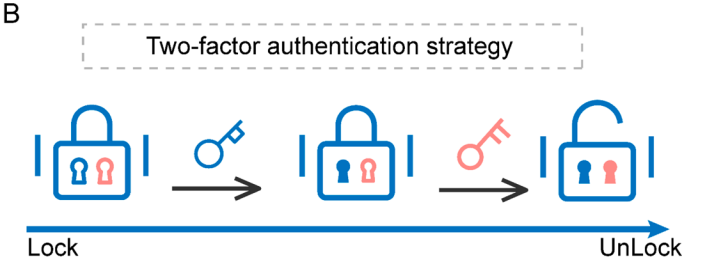 B
Two-factor authentication strategy
Lock
UnLock